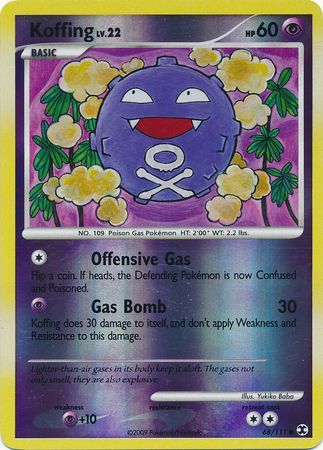 Koffing LV.22 HP 60
BASIC
NO. 109 Poison Gas Pokémon HT: 2'00" WT: 2.2 lbs.
Offensive Gas
Flip a coin. If heads, the Defending Pokémon is now Confused
and Poisoned.
Gas Bomb 30
Koffing does 30 damage to itself, and don't apply Weakness and
Resistance to this damage.
Lighter-than-air gases in its body keep it aloft. The gases not
only smell, they are also explosive.
Illus. Yukiko Baba
weakness resistance retreat cost
+10
©2009 Pokémon/Nintendo
68/111